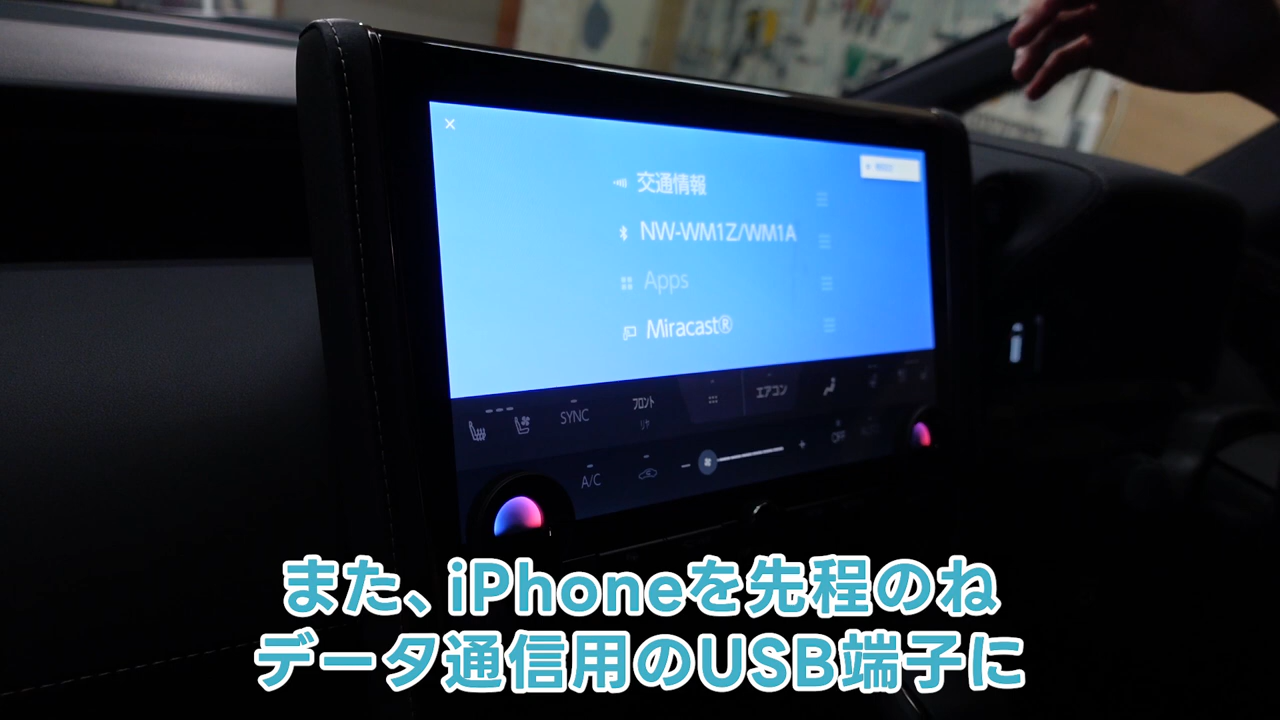 ×
交通情報
NW-WM1Z/WM1A
Apps
Miracast®
SYNC
フロント
リヤ
エアコン
A/C
OFF
また、iPhoneを先程のね
データ通信用のUSB端子に